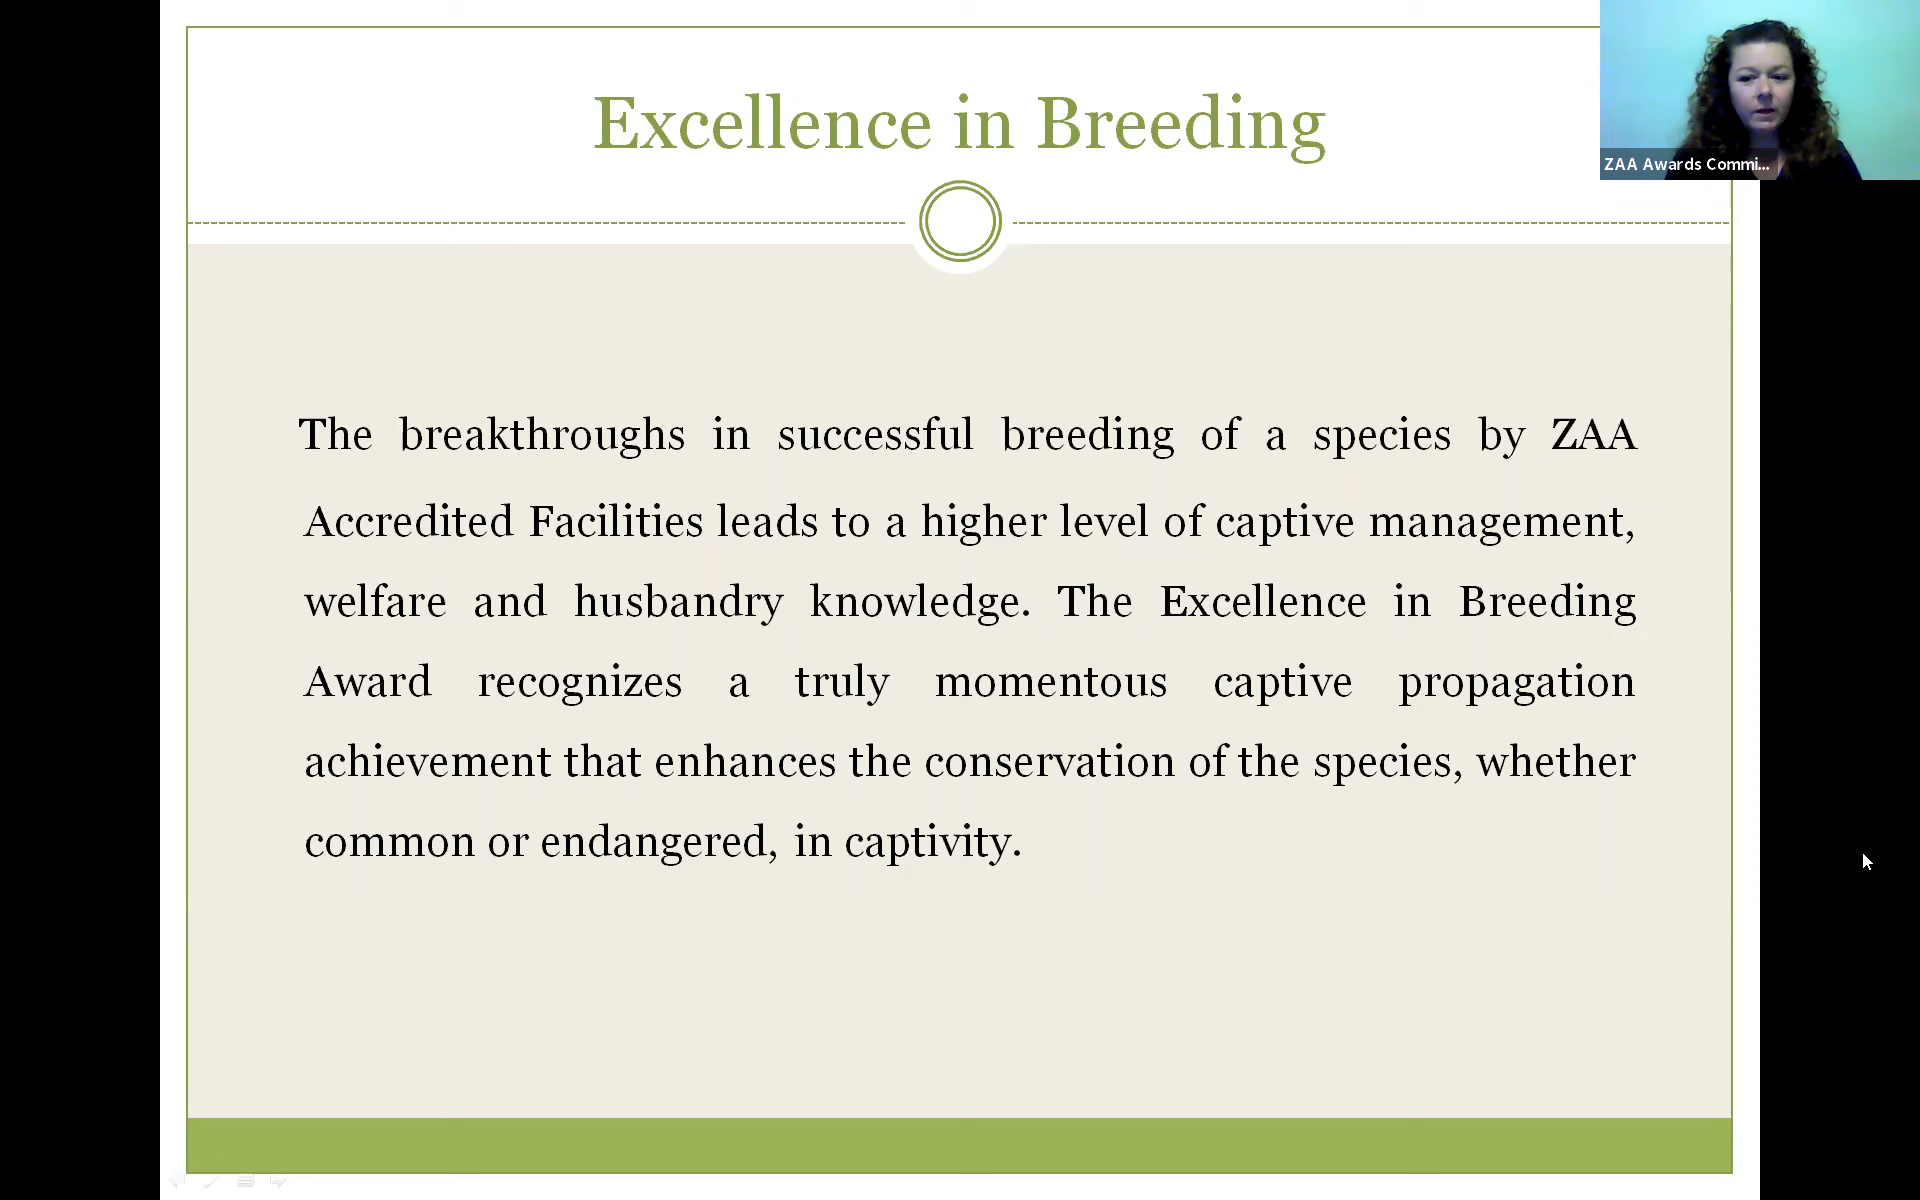 Excellence in Breeding
ZAA Awards Commi...
The breakthroughs in successful breeding of a species by ZAA
Accredited Facilities leads to a higher level of captive management,
welfare and husbandry knowledge. The Excellence in Breeding
Award recognizes a truly momentous captive propagation
achievement that enhances the conservation of the species, whether
common or endangered, in captivity.